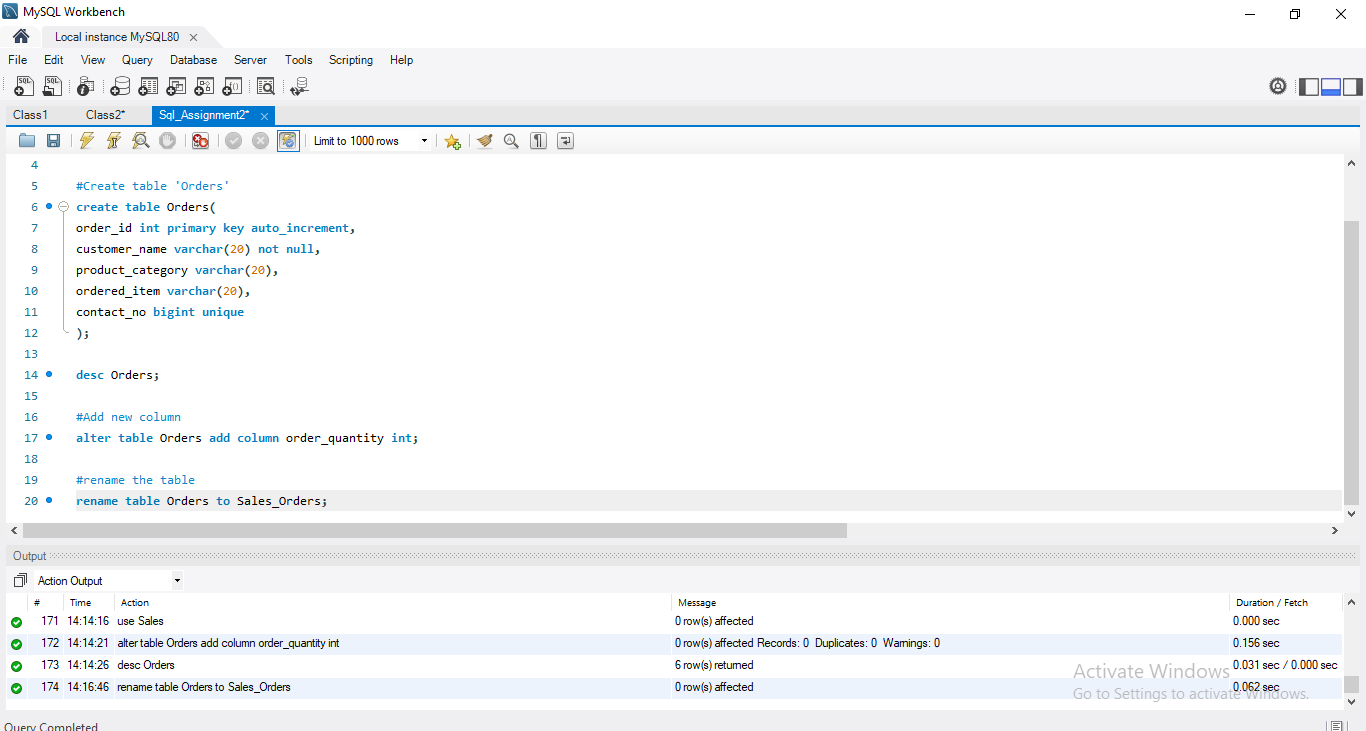 MySQL Workbench
Local instance MySQL80
File Edit View Query Database Server Tools Scripting Help
Class1 Class2* Sql_Assignment2*
Limit to 1000 rows
4
5 #Create table 'Orders'
6 create table Orders(
7 order_id int primary key auto_increment,
8 customer_name varchar(20) not null,
9 product_category varchar(20),
10 ordered_item varchar(20),
11 contact_no bigint unique
12 );
13
14 desc Orders;
15
16 #Add new column
17 alter table Orders add column order_quantity int;
18
19 #rename the table
20 rename table Orders to Sales_Orders;
Output
Action Output
# Time Action Message Duration / Fetch
171 14:14:16 use Sales 0 row(s) affected 0.000 sec
172 14:14:21 alter table Orders add column order_quantity int 0 row(s) affected Records: 0 Duplicates: 0 Warnings: 0 0.156 sec
173 14:14:26 desc Orders 6 row(s) returned 0.031 sec / 0.000 sec
174 14:16:46 rename table Orders to Sales_Orders 0 row(s) affected 0.062 sec
Activate Windows
Go to Settings to activate Windows.
Query Completed